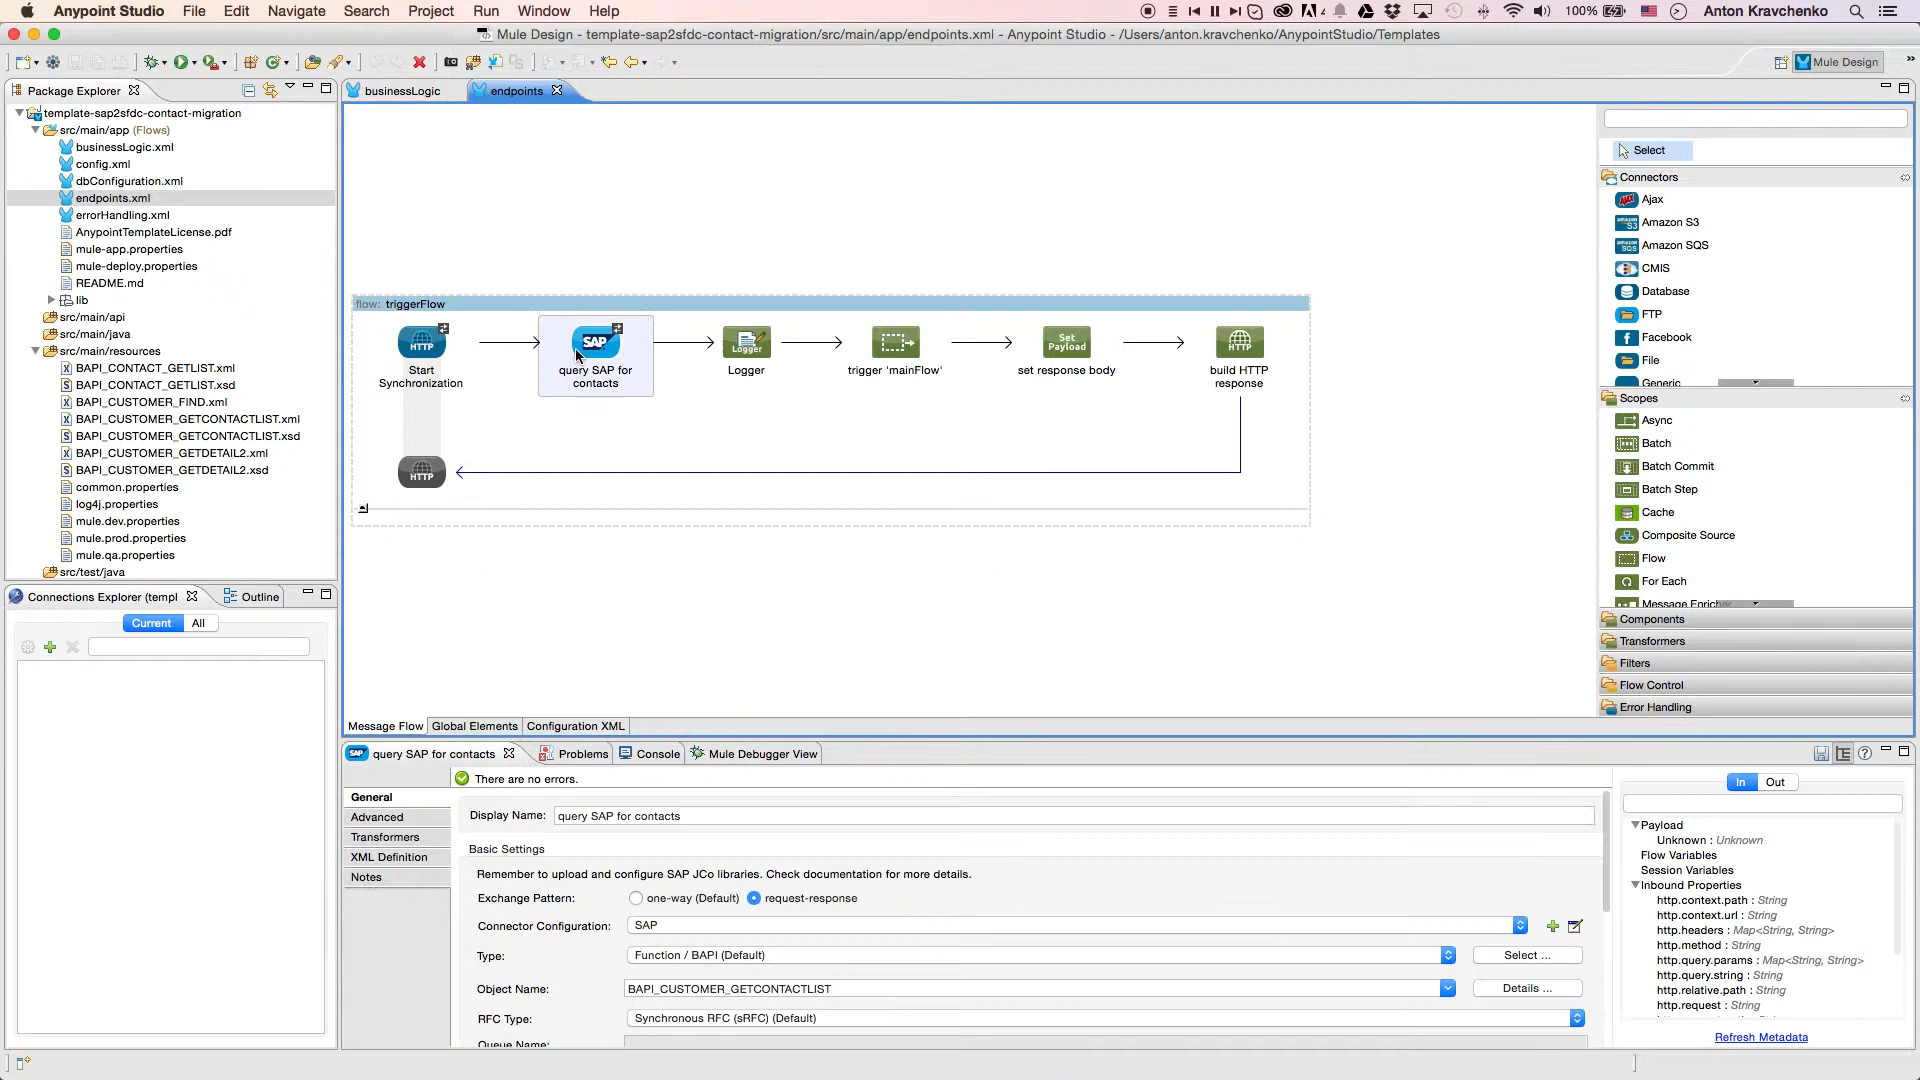 Anypoint Studio File Edit Navigate Search Project Run Window Help 100% Anton Kravchenko
Mule Design - template-sap2sfdc-contact-migration/src/main/app/endpoints.xml - Anypoint Studio - /Users/anton.kravchenko/AnypointStudio/Templates
Mule Design
Package Explorer
template-sap2sfdc-contact-migration
src/main/app (Flows)
businessLogic.xml
config.xml
dbConfiguration.xml
endpoints.xml
errorHandling.xml
AnypointTemplateLicense.pdf
mule-app.properties
mule-deploy.properties
README.md
lib
src/main/api
src/main/java
src/main/resources
BAPI_CONTACT_GETLIST.xml
BAPI_CONTACT_GETLIST.xsd
BAPI_CUSTOMER_FIND.xml
BAPI_CUSTOMER_GETCONTACTLIST.xml
BAPI_CUSTOMER_GETCONTACTLIST.xsd
BAPI_CUSTOMER_GETDETAIL2.xml
BAPI_CUSTOMER_GETDETAIL2.xsd
common.properties
log4j.properties
mule.dev.properties
mule.prod.properties
mule.qa.properties
src/test/java
Connections Explorer (templ Outline
Current All
businessLogic endpoints
flow: triggerFlow
HTTP
Start
Synchronization
SAP
query SAP for
contacts
Logger
Logger
trigger 'mainFlow'
Set
Payload
set response body
HTTP
build HTTP
response
HTTP
Message Flow Global Elements Configuration XML
Select
Connectors
Ajax
Amazon S3
Amazon SQS
CMIS
Database
FTP
Facebook
File
Generic
Scopes
Async
Batch
Batch Commit
Batch Step
Cache
Composite Source
Flow
For Each
Message Enricher
Components
Transformers
Filters
Flow Control
Error Handling
query SAP for contacts Problems Console Mule Debugger View
There are no errors.
General
Advanced
Transformers
XML Definition
Notes
Display Name: query SAP for contacts
Basic Settings
Remember to upload and configure SAP JCo libraries. Check documentation for more details.
Exchange Pattern: one-way (Default) request-response
Connector Configuration: SAP
Type: Function / BAPI (Default) Select ...
Object Name: BAPI_CUSTOMER_GETCONTACTLIST Details ...
RFC Type: Synchronous RFC (sRFC) (Default)
Queue Name:
In Out
Payload
Unknown : Unknown
Flow Variables
Session Variables
Inbound Properties
http.context.path : String
http.context.url : String
http.headers : Map<String, String>
http.method : String
http.query.params : Map<String, String>
http.query.string : String
http.relative.path : String
http.request : String
Refresh Metadata